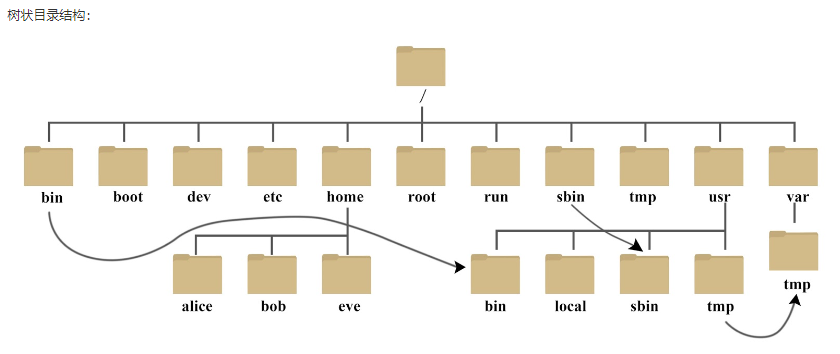 树状目录结构：
/
bin boot dev etc home root run sbin tmp usr var
alice bob eve bin local sbin tmp tmp